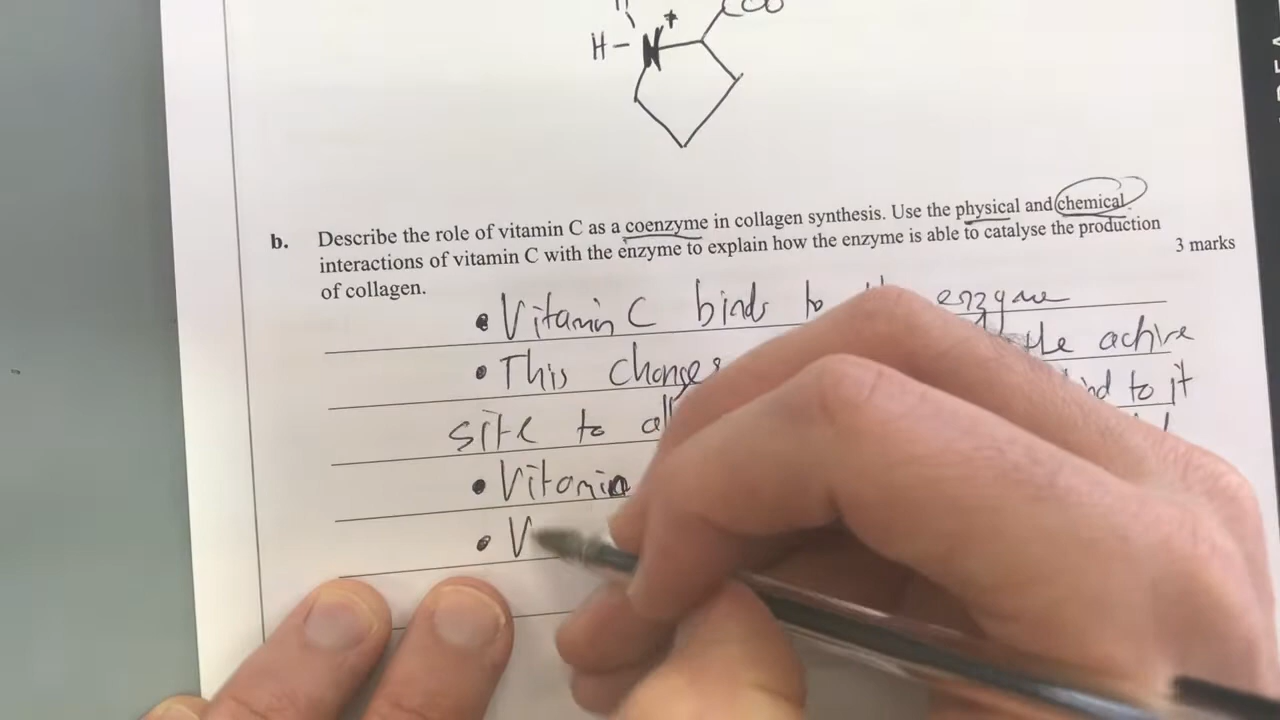 H - N +
b. Describe the role of vitamin C as a coenzyme in collagen synthesis. Use the physical and chemical
interactions of vitamin C with the enzyme to explain how the enzyme is able to catalyse the production
of collagen.
3 marks
• Vitamin C binds to enzyme
• This changes the active
site to to it
• Vitamin
• V